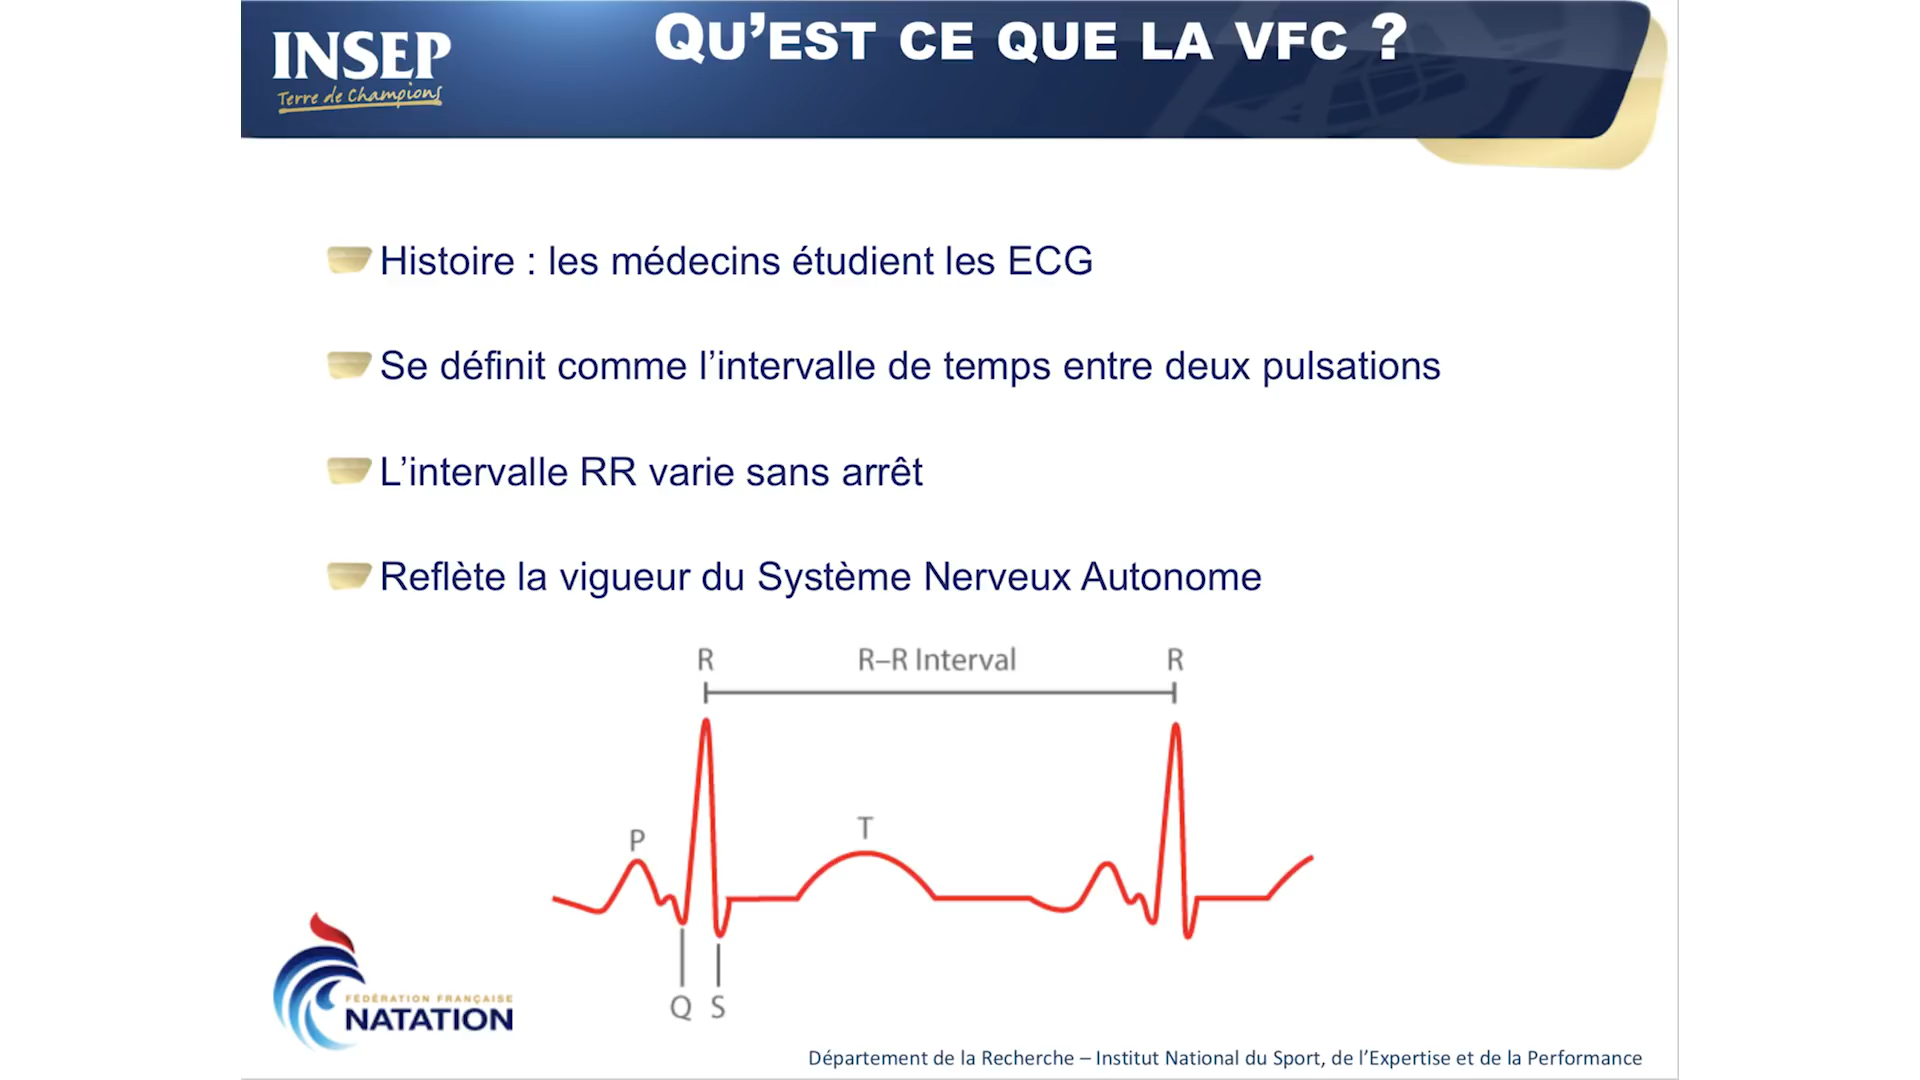 INSEP
Terre de Champions
QU’EST CE QUE LA VFC ?
Histoire : les médecins étudient les ECG
Se définit comme l’intervalle de temps entre deux pulsations
L’intervalle RR varie sans arrêt
Reflète la vigueur du Système Nerveux Autonome
R R–R Interval R
P T
Q S
FÉDÉRATION FRANÇAISE
NATATION
Département de la Recherche – Institut National du Sport, de l’Expertise et de la Performance